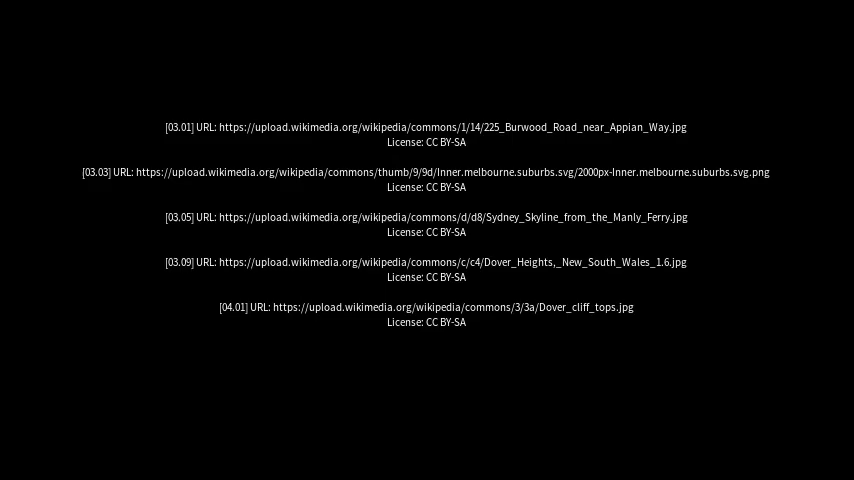 [03.01] URL: https://upload.wikimedia.org/wikipedia/commons/1/14/225_Burwood_Road_near_Appian_Way.jpg
License: CC BY-SA
[03.03] URL: https://upload.wikimedia.org/wikipedia/commons/thumb/9/9d/Inner.melbourne.suburbs.svg/2000px-Inner.melbourne.suburbs.svg.png
License: CC BY-SA
[03.05] URL: https://upload.wikimedia.org/wikipedia/commons/d/d8/Sydney_Skyline_from_the_Manly_Ferry.jpg
License: CC BY-SA
[03.09] URL: https://upload.wikimedia.org/wikipedia/commons/c/c4/Dover_Heights,_New_South_Wales_1.6.jpg
License: CC BY-SA
[04.01] URL: https://upload.wikimedia.org/wikipedia/commons/3/3a/Dover_cliff_tops.jpg
License: CC BY-SA